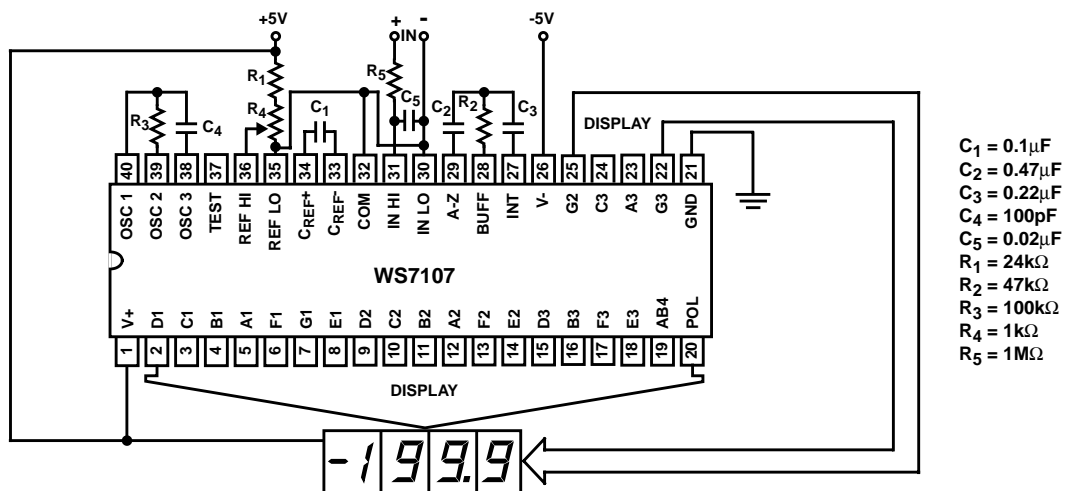 +5V
+
-
IN
-5V
R1
R5
R4
C1
C5
C2
R2
C3
R3
C4
DISPLAY
40 39 38 37 36 35 34 33 32 31 30 29 28 27 26 25 24 23 22 21
OSC 1
OSC 2
OSC 3
TEST
REF HI
REF LO
CREF+
CREF-
COM
IN HI
IN LO
A-Z
BUFF
INT
V-
G2
C3
A3
G3
GND
WS7107
V+
D1
C1
B1
A1
F1
G1
E1
D2
C2
B2
A2
F2
E2
D3
B3
F3
E3
AB4
POL
1 2 3 4 5 6 7 8 9 10 11 12 13 14 15 16 17 18 19 20
DISPLAY
-199.9
C1 = 0.1μF
C2 = 0.47μF
C3 = 0.22μF
C4 = 100pF
C5 = 0.02μF
R1 = 24kΩ
R2 = 47kΩ
R3 = 100kΩ
R4 = 1kΩ
R5 = 1MΩ